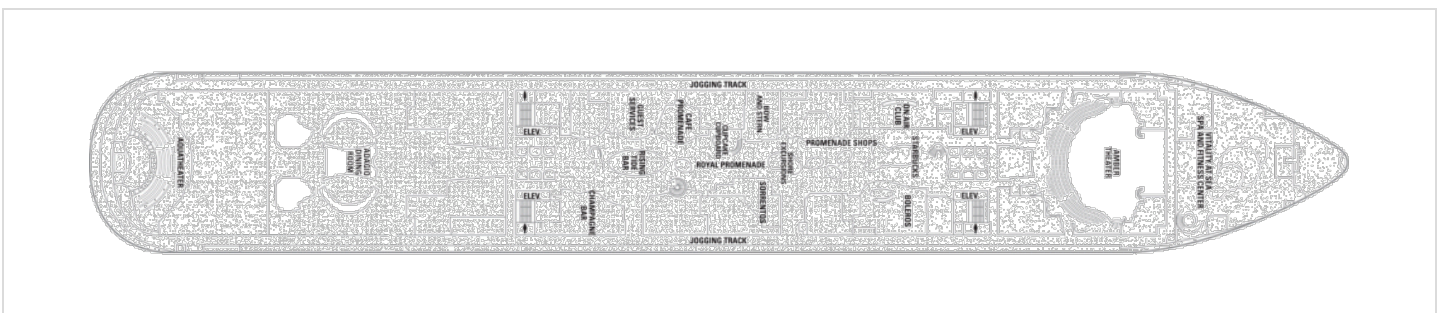 JOGGING TRACK
AQUATHEATER
ADAGIO
DINING
ROOM
ELEV.
ELEV.
CHAMPAGNE
BAR
GUEST
SERVICES
RISING
TIDE
BAR
CAFE
PROMENADE
CUPCAKE
CUPBOARD
ROYAL PROMENADE
BOW
AND STERN
SHORE
EXCURSIONS
SORRENTOS
PROMENADE SHOPS
ON AIR
CLUB
STARBUCKS
BOLEROS
ELEV.
ELEV.
AMBER
THEATER
VITALITY AT SEA
SPA AND FITNESS CENTER
JOGGING TRACK